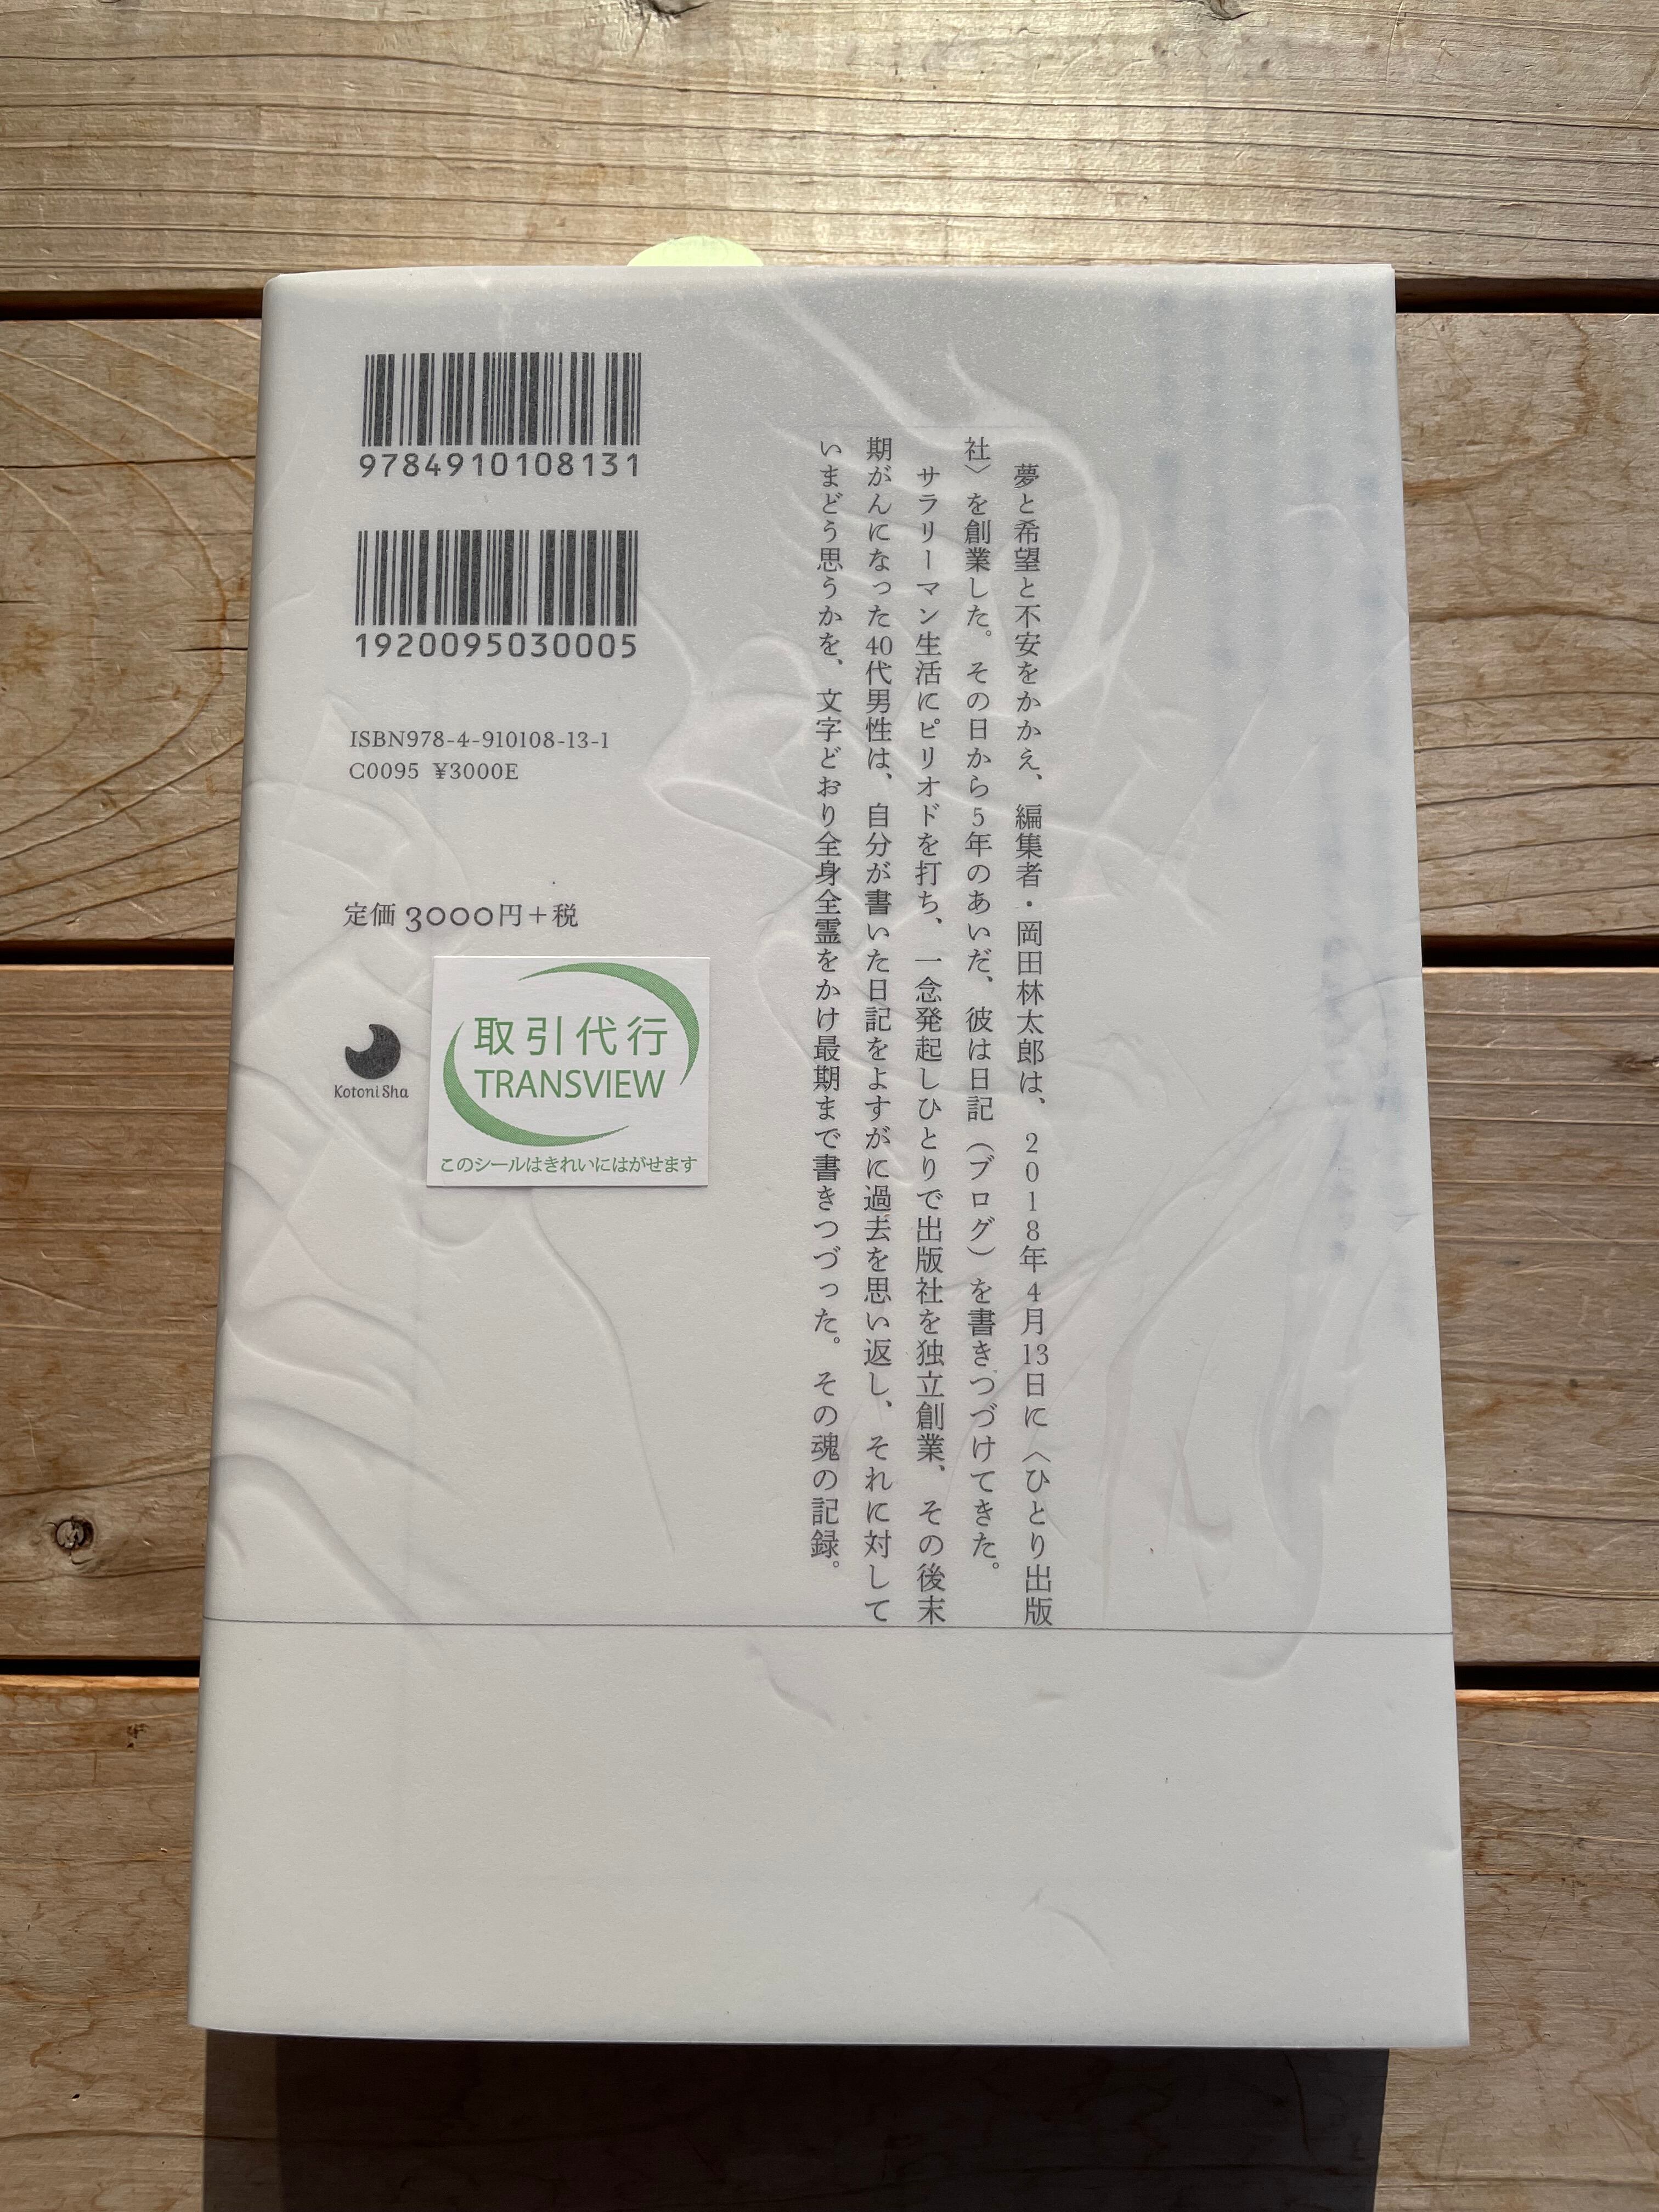 夢と希望と不安をかかえ、編集者・岡田林太郎は、2018年4月13日に〈ひとり出版
社〉を創業した。その日から5年のあいだ、彼は日記（ブログ）を書きつづけてきた。
サラリーマン生活にピリオドを打ち、一念発起しひとりで出版社を独立創業、その後末
期がんになった40代男性は、自分が書いた日記をよすがに過去を思い返し、それに対して
いまどう思うかを、文字どおり全身全霊をかけ最期まで書きつづった。その魂の記録。
9784910108131
1920095030005
ISBN978-4-910108-13-1
C0095 ¥3000E
定価 3000円+税
Kotoni Sha
取引代行
TRANSVIEW
このシールはきれいにはがせます